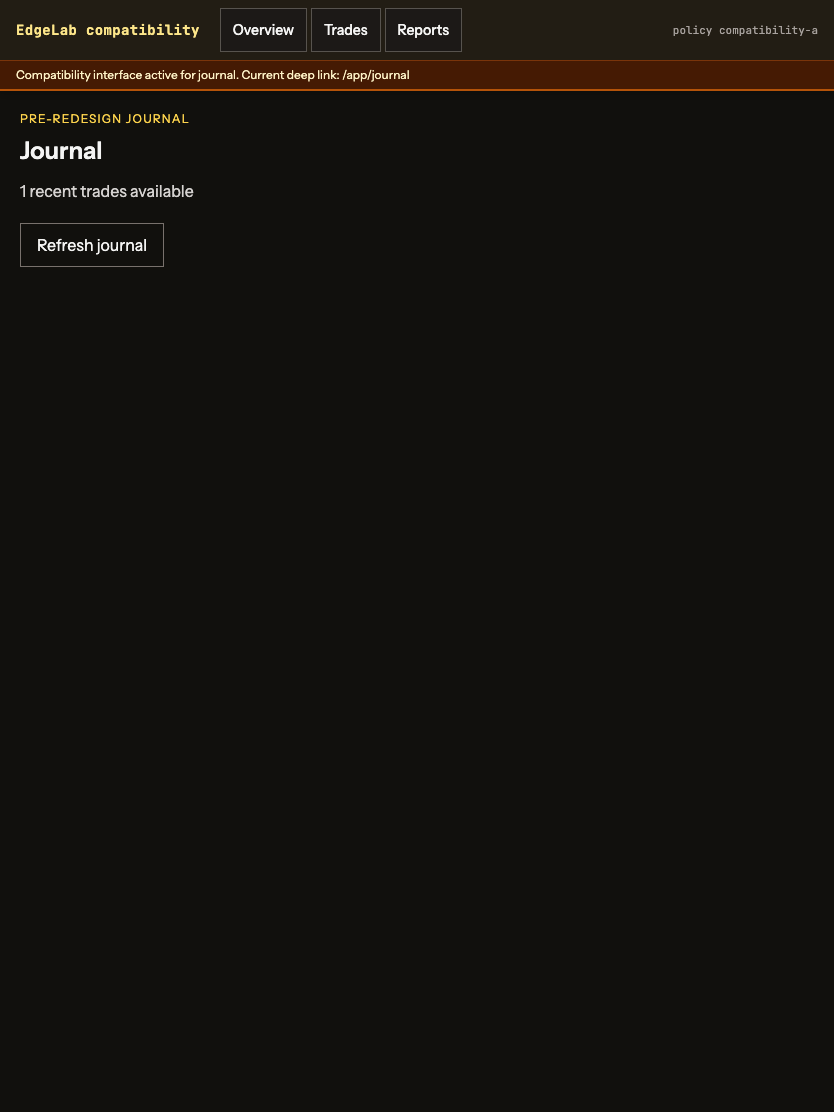 EdgeLab compatibility Overview Trades Reports policy compatibility-a
Compatibility interface active for journal. Current deep link: /app/journal
PRE-REDESIGN JOURNAL
Journal
1 recent trades available
Refresh journal